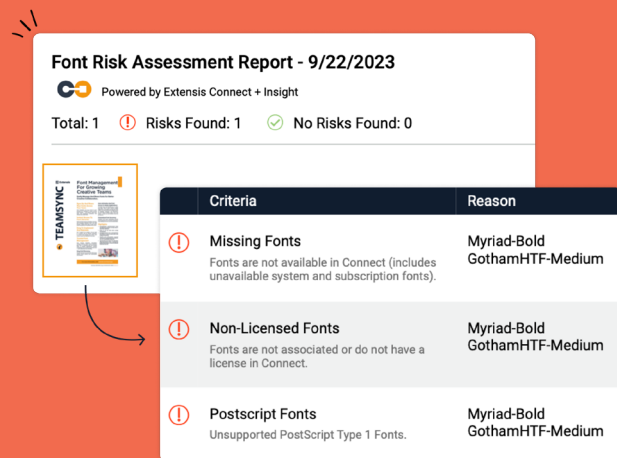 Font Risk Assessment Report - 9/22/2023
Powered by Extensis Connect + Insight
Total: 1 Risks Found: 1 No Risks Found: 0
TEAMSYNC
Font Management
For Growing
Creative Teams
Criteria Reason
Missing Fonts
Fonts are not available in Connect (includes
unavailable system and subscription fonts).
Myriad-Bold
GothamHTF-Medium
Non-Licensed Fonts
Fonts are not associated or do not have a
license in Connect.
Myriad-Bold
GothamHTF-Medium
Postscript Fonts
Unsupported PostScript Type 1 Fonts.
Myriad-Bold
GothamHTF-Medium